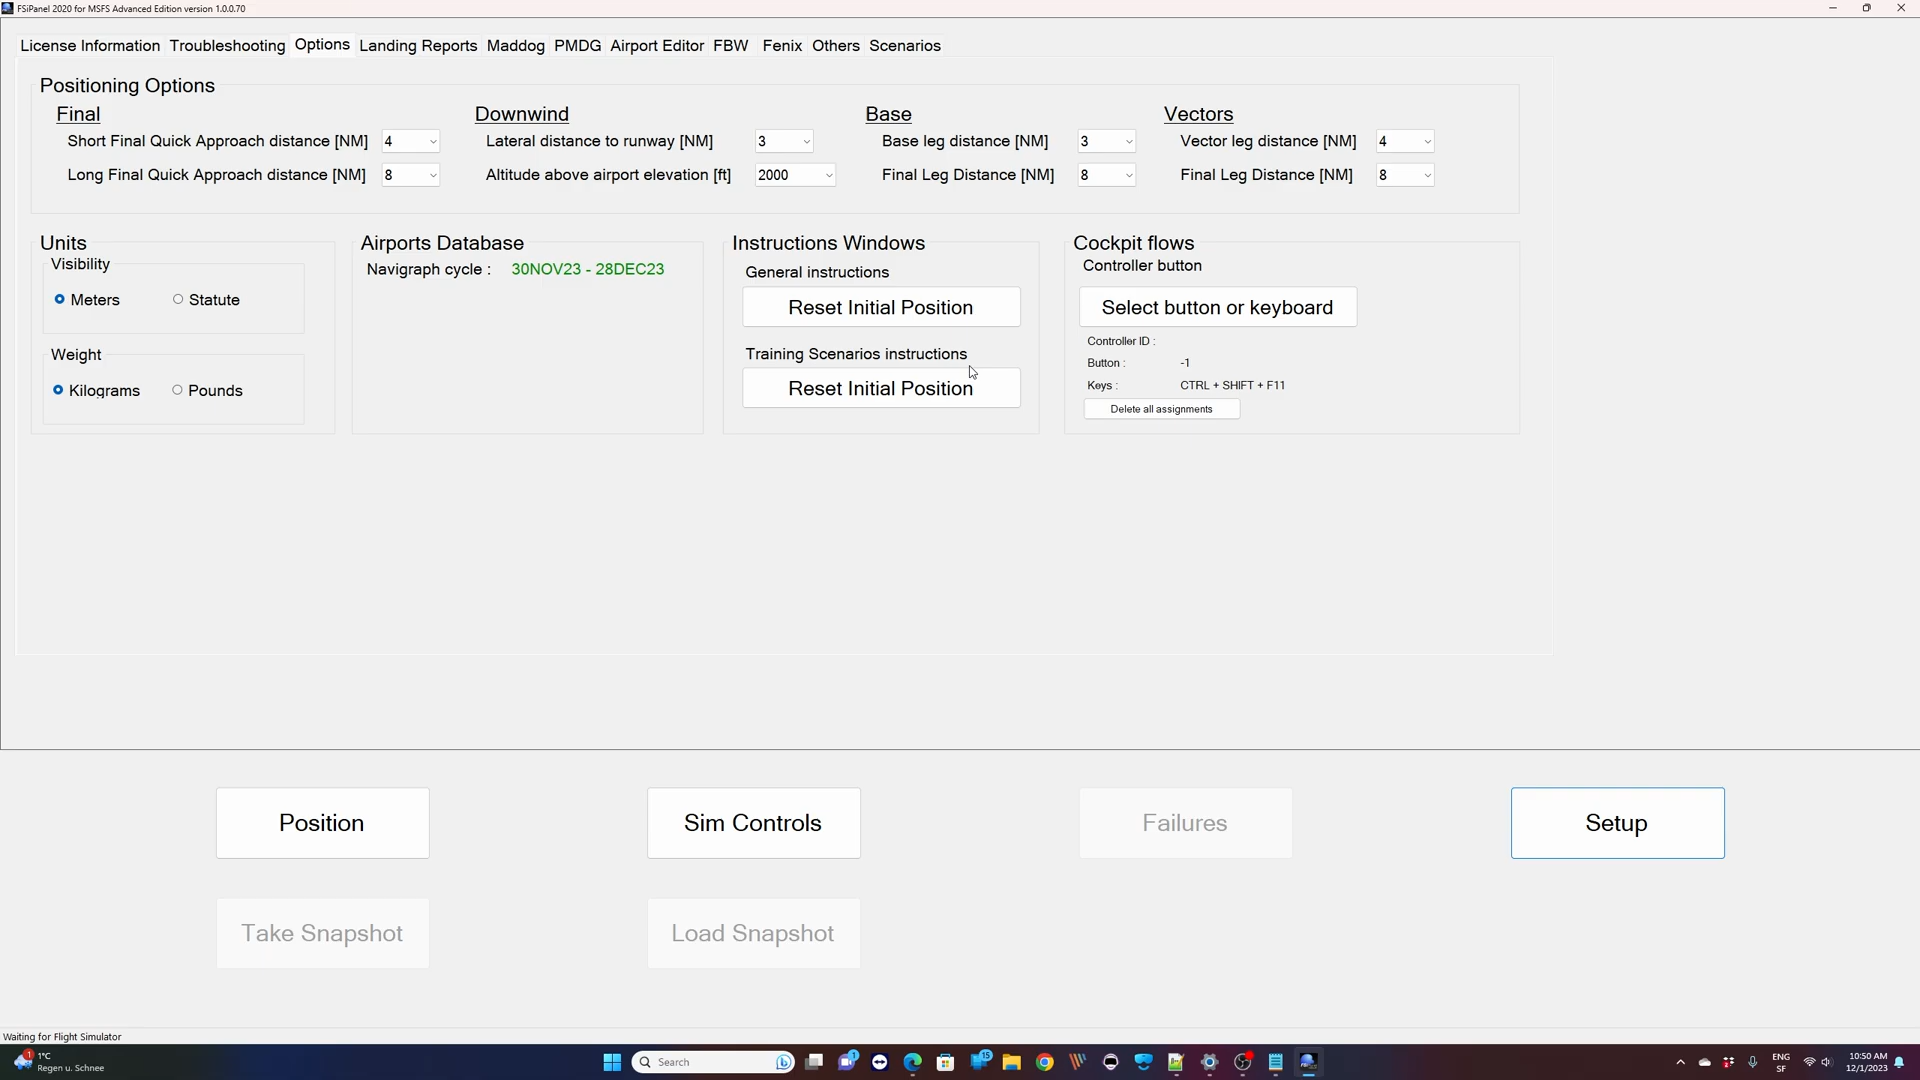 FSiPanel 2020 for MSFS Advanced Edition version 1.0.0.70
License Information Troubleshooting Options Landing Reports Maddog PMDG Airport Editor FBW Fenix Others Scenarios
Positioning Options
Final Downwind Base Vectors
Short Final Quick Approach distance [NM] 4 Lateral distance to runway [NM] 3 Base leg distance [NM] 3 Vector leg distance [NM] 4
Long Final Quick Approach distance [NM] 8 Altitude above airport elevation [ft] 2000 Final Leg Distance [NM] 8 Final Leg Distance [NM] 8
Units
Visibility
Meters Statute
Weight
Kilograms Pounds
Airports Database
Navigraph cycle : 30NOV23 - 28DEC23
Instructions Windows
General instructions
Reset Initial Position
Training Scenarios instructions
Reset Initial Position
Cockpit flows
Controller button
Select button or keyboard
Controller ID :
Button : -1
Keys : CTRL + SHIFT + F11
Delete all assignments
Position Sim Controls Failures Setup
Take Snapshot Load Snapshot
Waiting for Flight Simulator
1
1°C
Regen u. Schnee
Search
1
15
ENG
SF
10:50 AM
12/1/2023